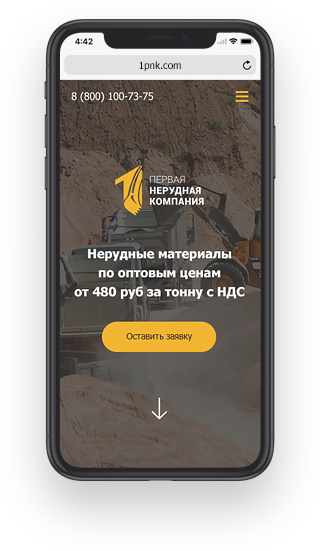 4:42
1pnk.com
8 (800) 100-73-75
ПЕРВАЯ
НЕРУДНАЯ
КОМПАНИЯ
Нерудные материалы
по оптовым ценам
от 480 руб за тонну с НДС
Оставить заявку